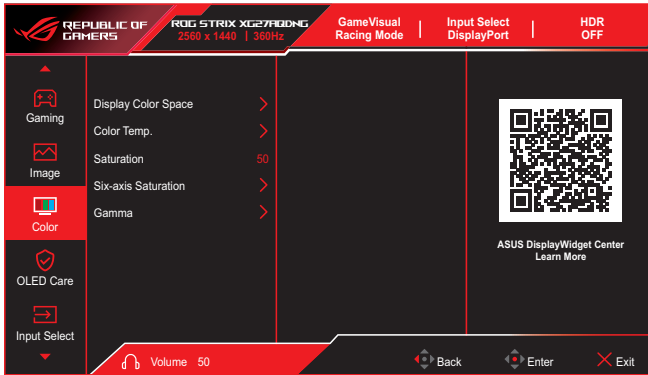 REPUBLIC OF
GAMERS
ROG STRIX XG27AQDNG
2560 x 1440 | 360Hz
GameVisual
Racing Mode
Input Select
DisplayPort
HDR
OFF
Gaming
Image
Color
OLED Care
Input Select
Display Color Space
Color Temp.
Saturation 50
Six-axis Saturation
Gamma
ASUS DisplayWidget Center
Learn More
Volume 50
Back
Enter
Exit